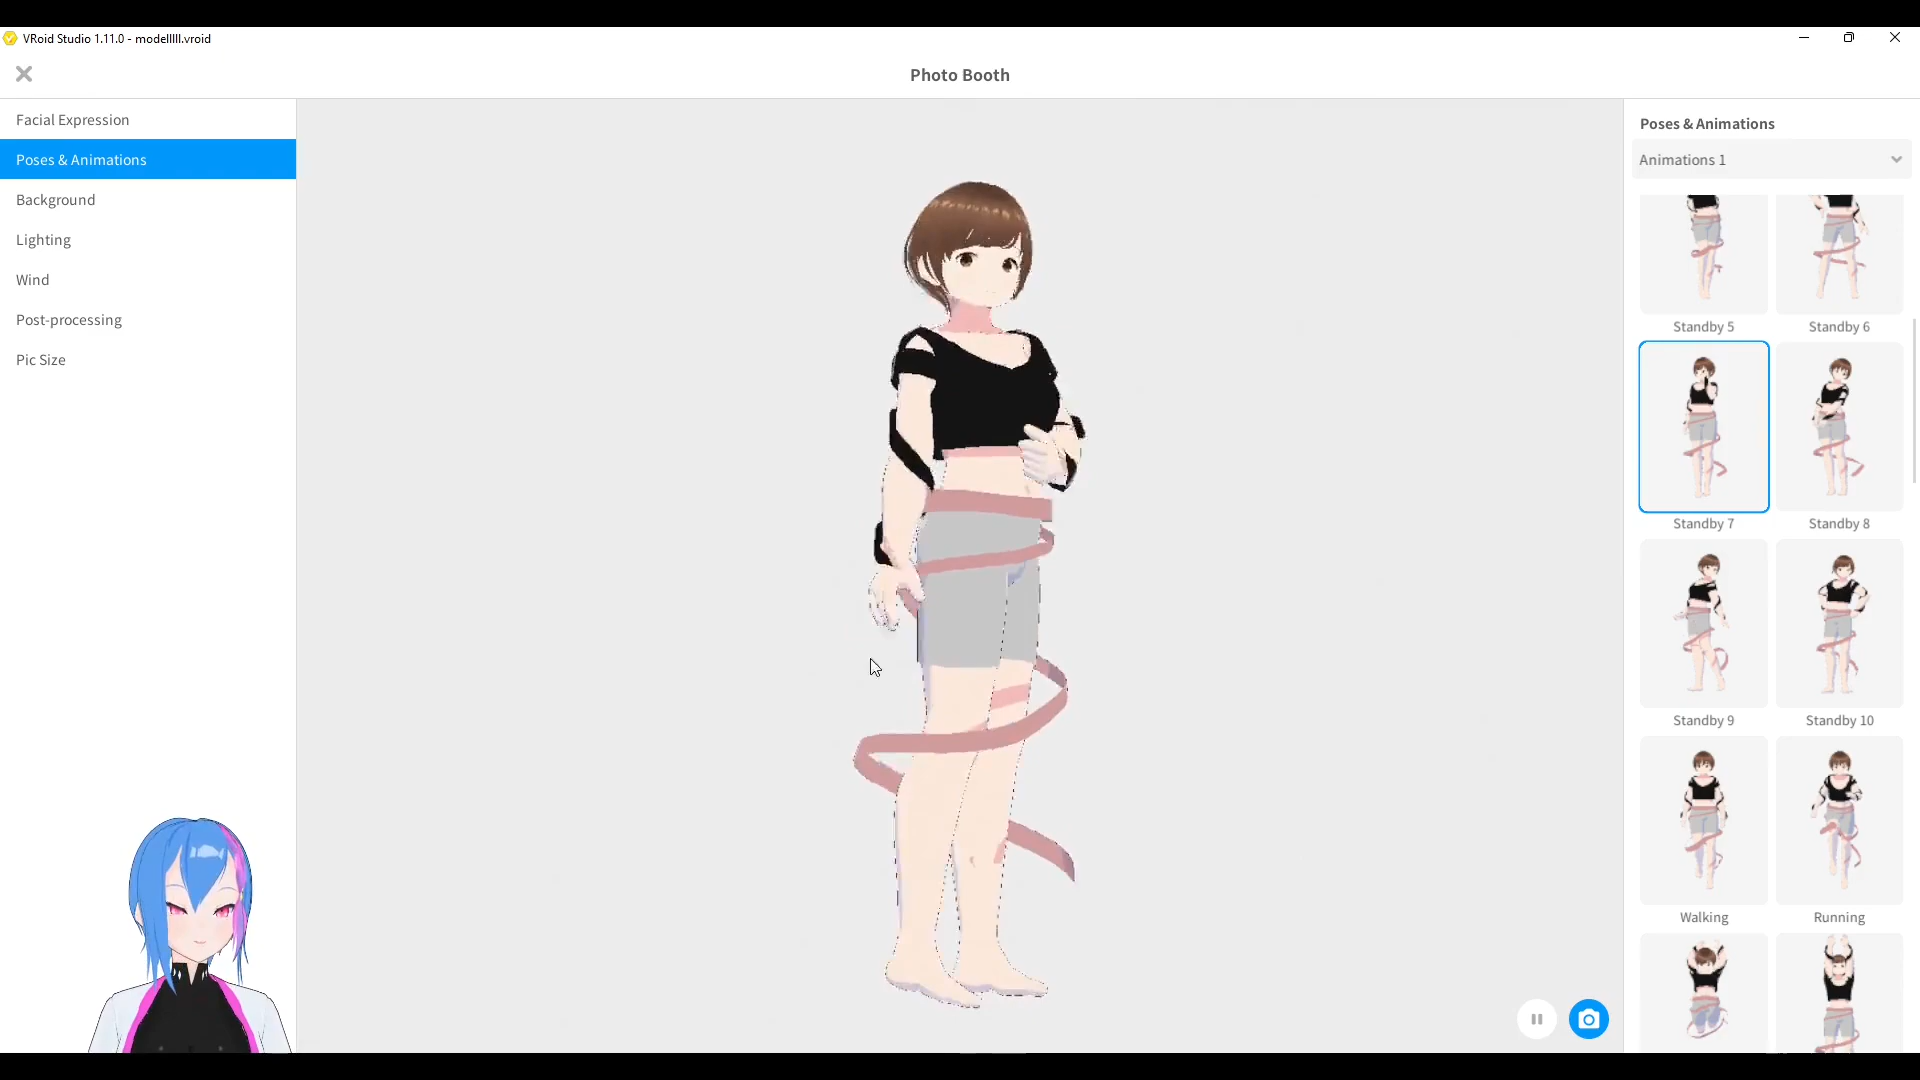 VRoid Studio 1.11.0 - modelllll.vroid
Photo Booth
Facial Expression
Poses & Animations
Background
Lighting
Wind
Post-processing
Pic Size
Poses & Animations
Animations 1
Standby 5
Standby 6
Standby 7
Standby 8
Standby 9
Standby 10
Walking
Running